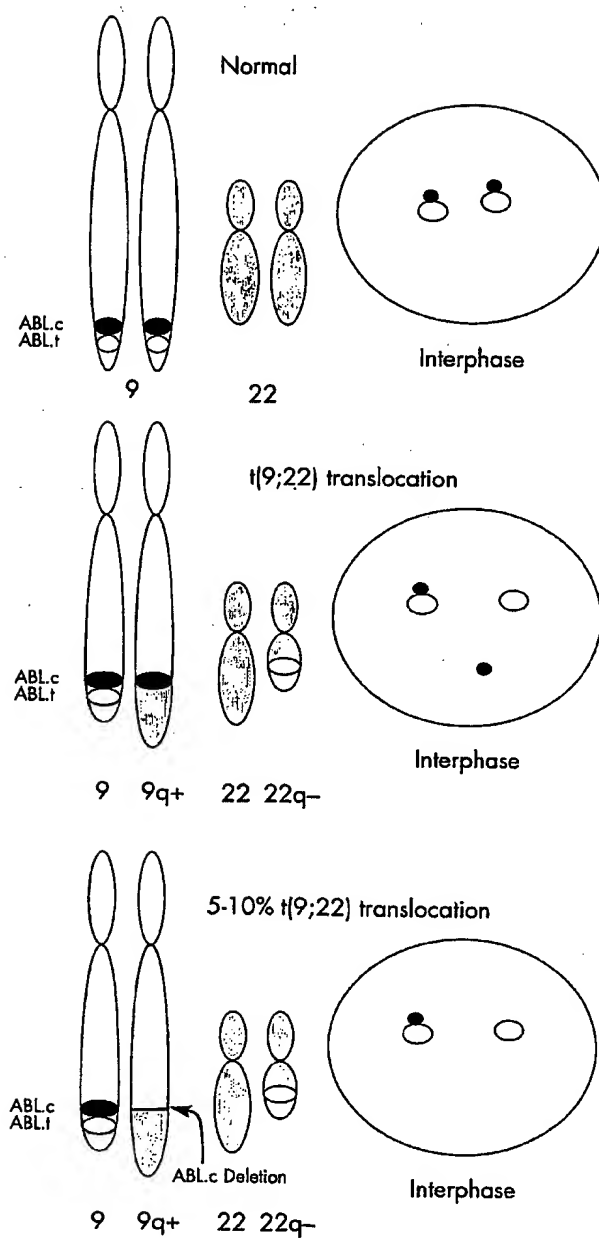 Normal
ABL.c
ABL.t
Interphase
9
22
t(9;22) translocation
ABL.c
ABL.t
Interphase
9 9q+ 22 22q–
5-10% t(9;22) translocation
ABL.c
ABL.t
ABL.c Deletion
Interphase
9 9q+ 22 22q–